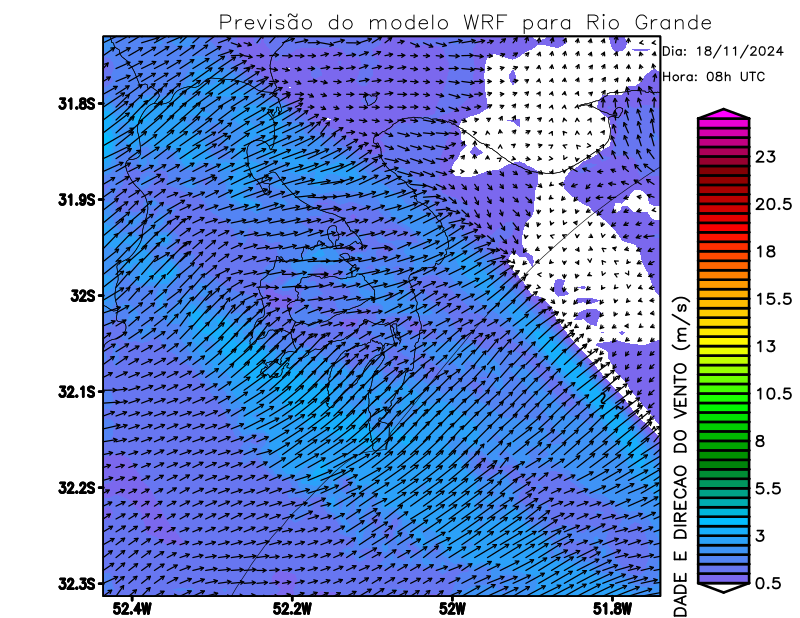 Previsão do modelo WRF para Rio Grande
Dia: 18/11/2024
Hora: 08h UTC
31.8S
31.9S
32S
32.1S
32.2S
32.3S
52.4W
52.2W
52W
51.8W
DADE E DIRECAO DO VENTO (m/s)
23
20.5
18
15.5
13
10.5
8
5.5
3
0.5